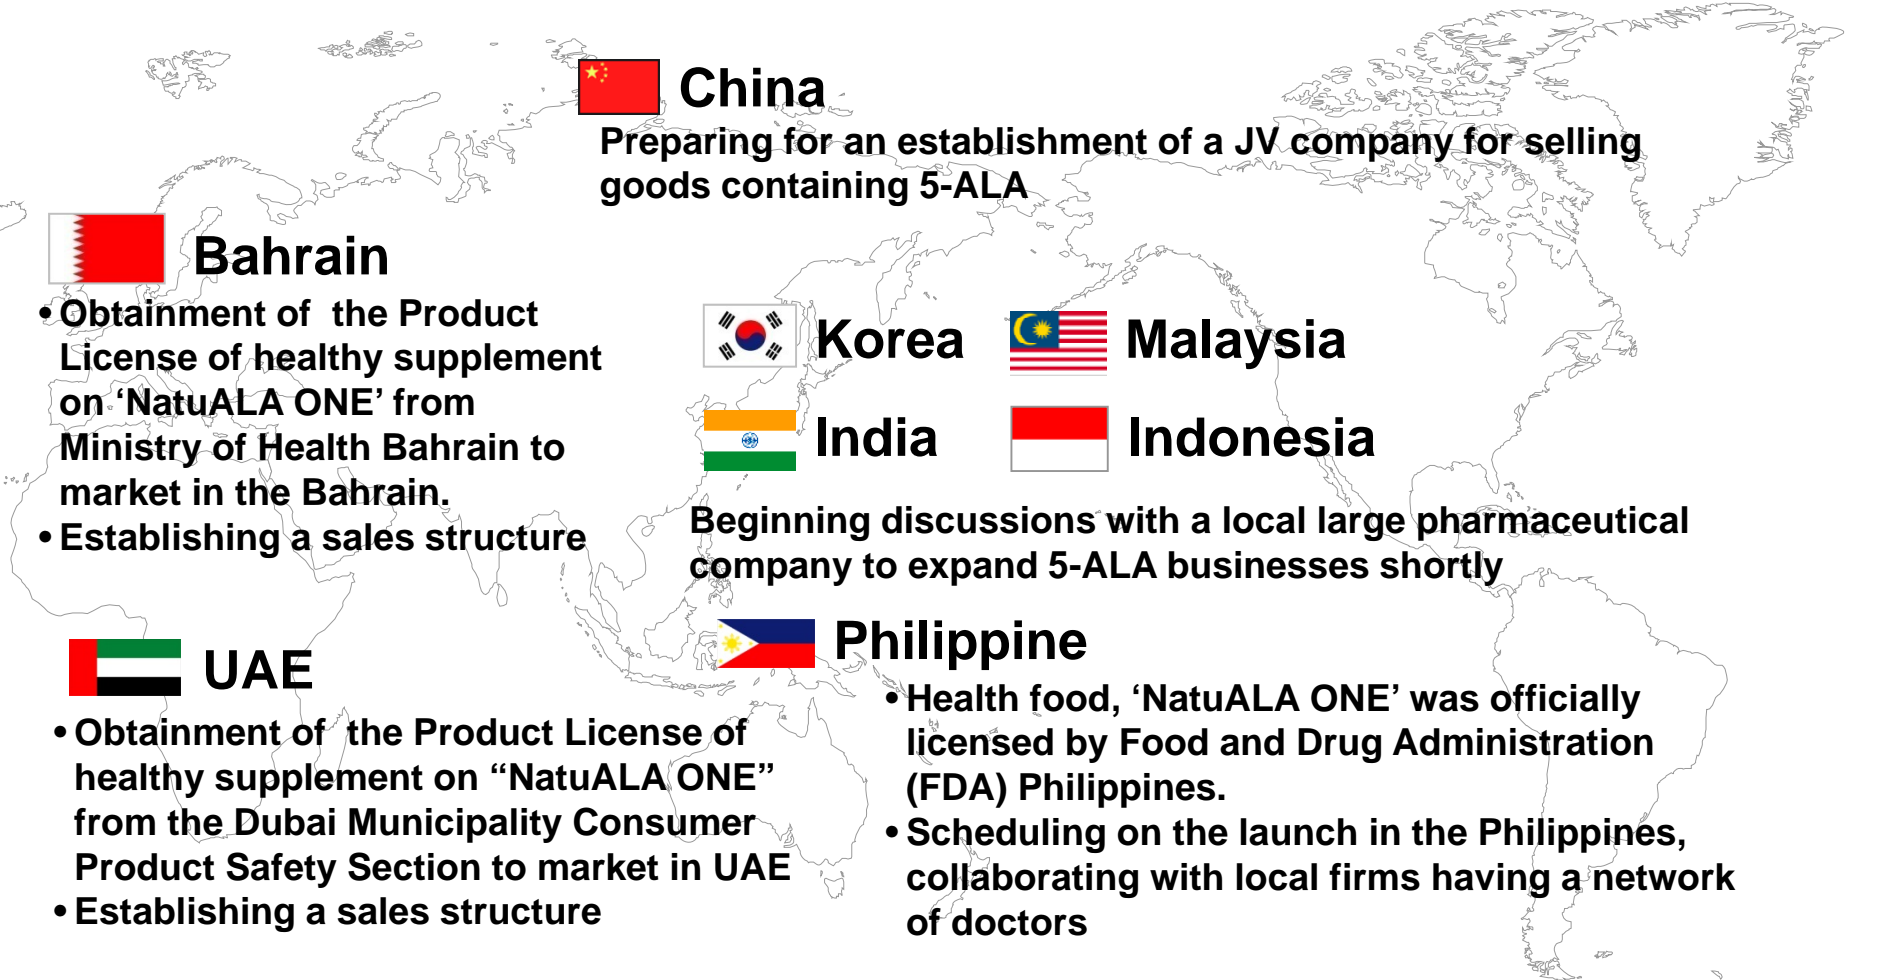 China
Preparing for an establishment of a JV company for selling
goods containing 5-ALA
Bahrain
• Obtainment of the Product
License of healthy supplement
on ‘NatuALA ONE’ from
Ministry of Health Bahrain to
market in the Bahrain.
• Establishing a sales structure
Korea
Malaysia
India
Indonesia
Beginning discussions with a local large pharmaceutical
company to expand 5-ALA businesses shortly
UAE
• Obtainment of the Product License of
healthy supplement on “NatuALA ONE”
from the Dubai Municipality Consumer
Product Safety Section to market in UAE
• Establishing a sales structure
Philippine
• Health food, ‘NatuALA ONE’ was officially
licensed by Food and Drug Administration
(FDA) Philippines.
• Scheduling on the launch in the Philippines,
collaborating with local firms having a network
of doctors